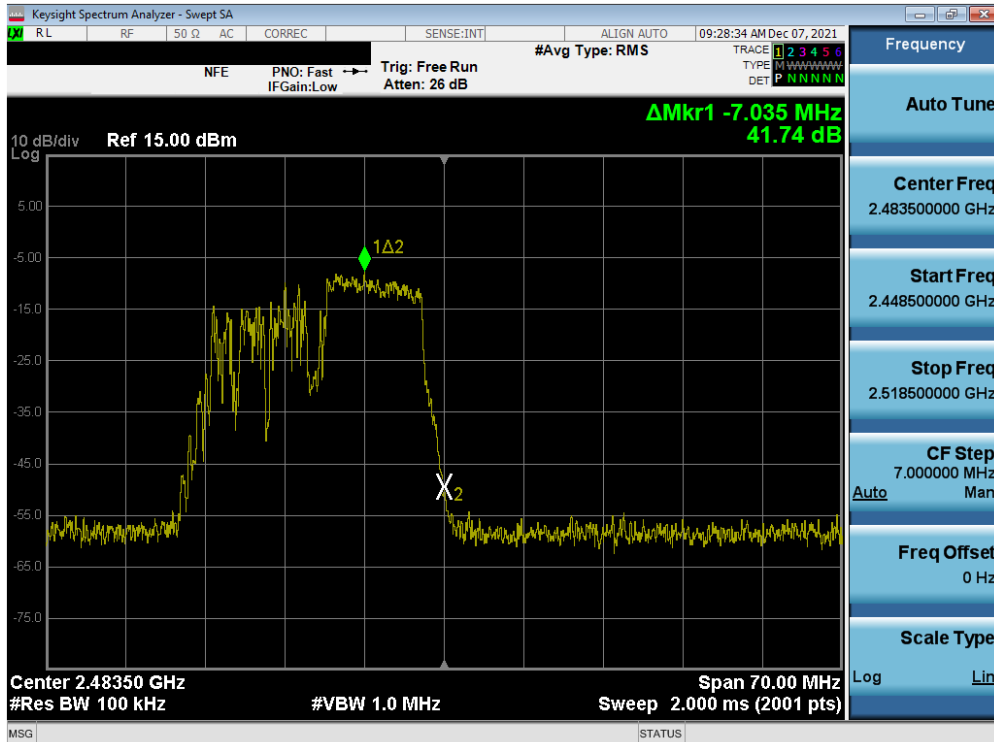 Keysight Spectrum Analyzer - Swept SA
LXI RL RF 50 Ω AC CORREC SENSE:INT ALIGN AUTO 09:28:34 AM Dec 07, 2021
#Avg Type: RMS
TRACE 1 2 3 4 5 6
TYPE M W W W W W
DET P N N N N N
NFE PNO: Fast Trig: Free Run
IFGain:Low Atten: 26 dB
ΔMkr1 -7.035 MHz
41.74 dB
10 dB/div Ref 15.00 dBm
Log
5.00
-5.00
-15.0
-25.0
-35.0
-45.0
-55.0
-65.0
-75.0
1Δ2
X2
Center 2.48350 GHz Span 70.00 MHz
#Res BW 100 kHz #VBW 1.0 MHz Sweep 2.000 ms (2001 pts)
MSG STATUS
Frequency
Auto Tune
Center Freq
2.483500000 GHz
Start Freq
2.448500000 GHz
Stop Freq
2.518500000 GHz
CF Step
7.000000 MHz
Auto Man
Freq Offset
0 Hz
Scale Type
Log Lin